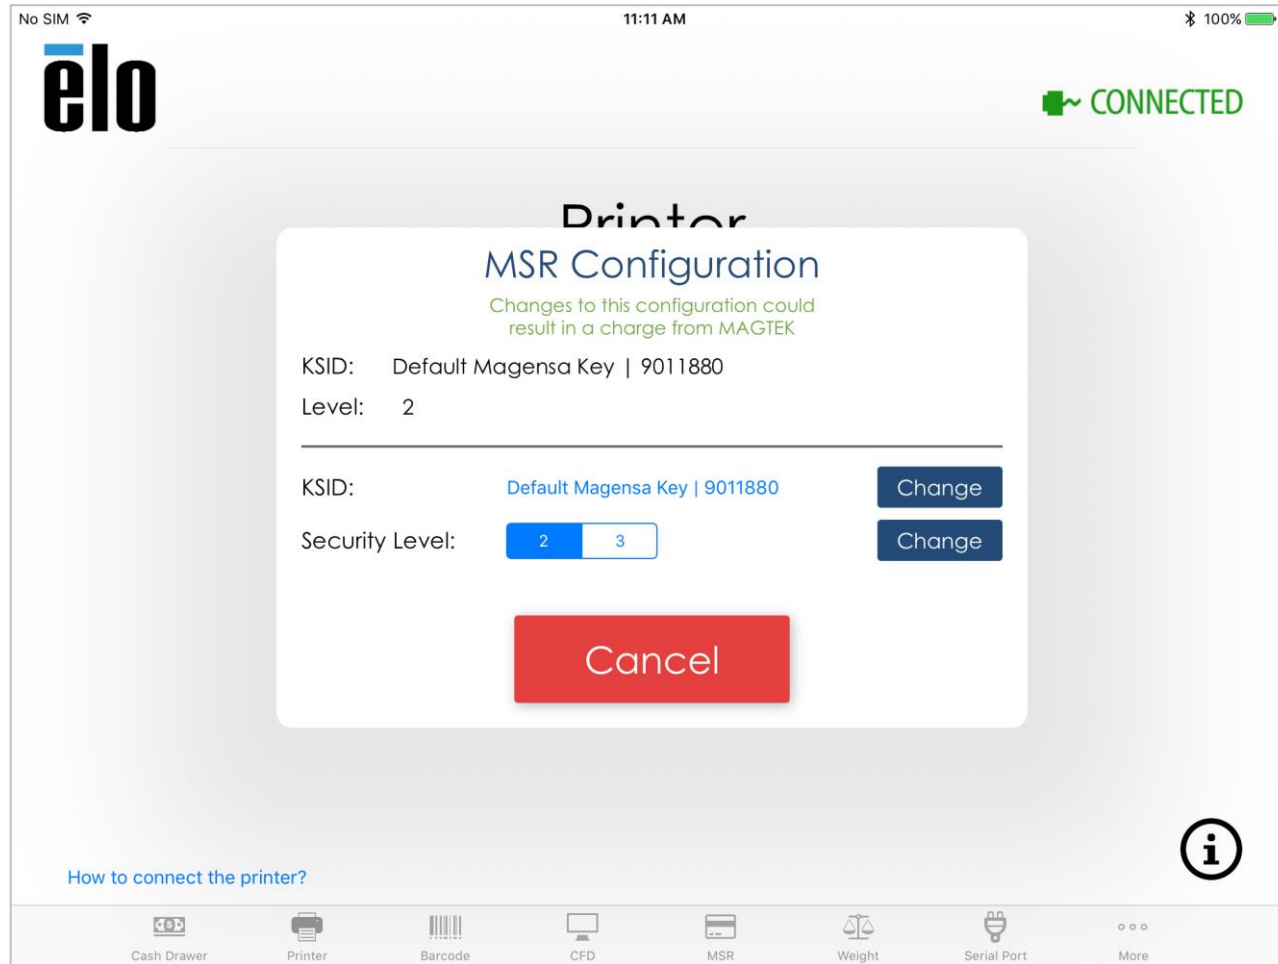 No SIM 11:11 AM 100%
ēlo
CONNECTED
Printer
MSR Configuration
Changes to this configuration could
result in a charge from MAGTEK
KSID: Default Magensa Key | 9011880
Level: 2
KSID: Default Magensa Key | 9011880 Change
Security Level: 2 3 Change
Cancel
How to connect the printer?
Cash Drawer Printer Barcode CFD MSR Weight Serial Port More